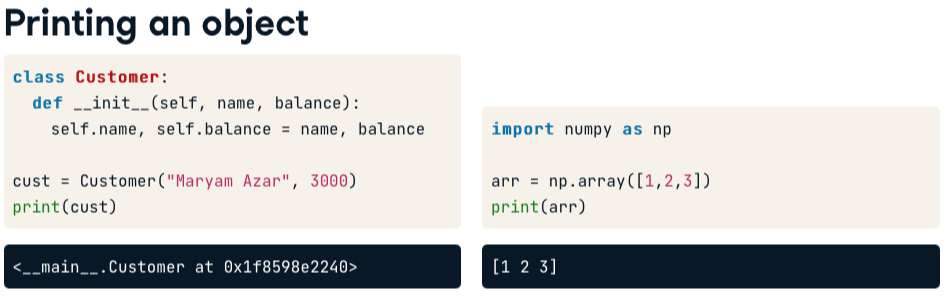 Printing an object
class Customer:
  def __init__(self, name, balance):
    self.name, self.balance = name, balance

cust = Customer("Maryam Azar", 3000)
print(cust)
<__main__.Customer at 0x1f8598e2240>
import numpy as np

arr = np.array([1,2,3])
print(arr)
[1 2 3]